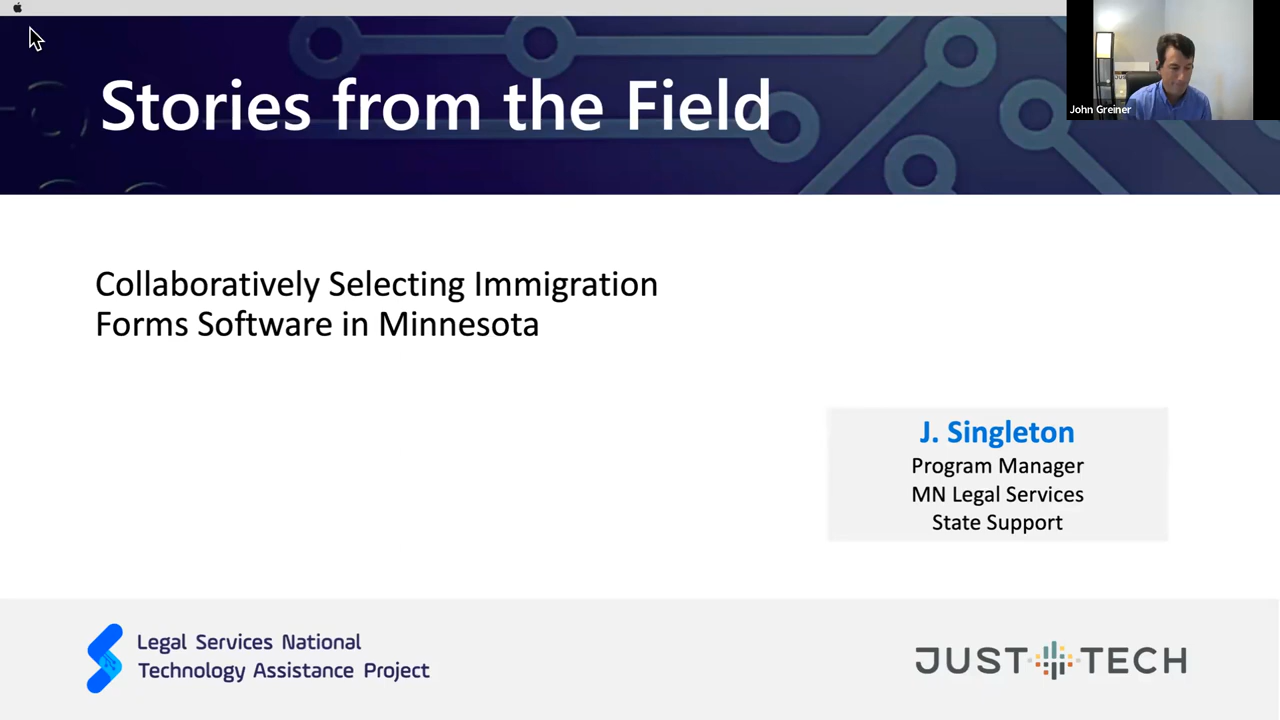 Stories from the Field
John Greiner
Collaboratively Selecting Immigration
Forms Software in Minnesota
J. Singleton
Program Manager
MN Legal Services
State Support
Legal Services National
Technology Assistance Project
JUST TECH